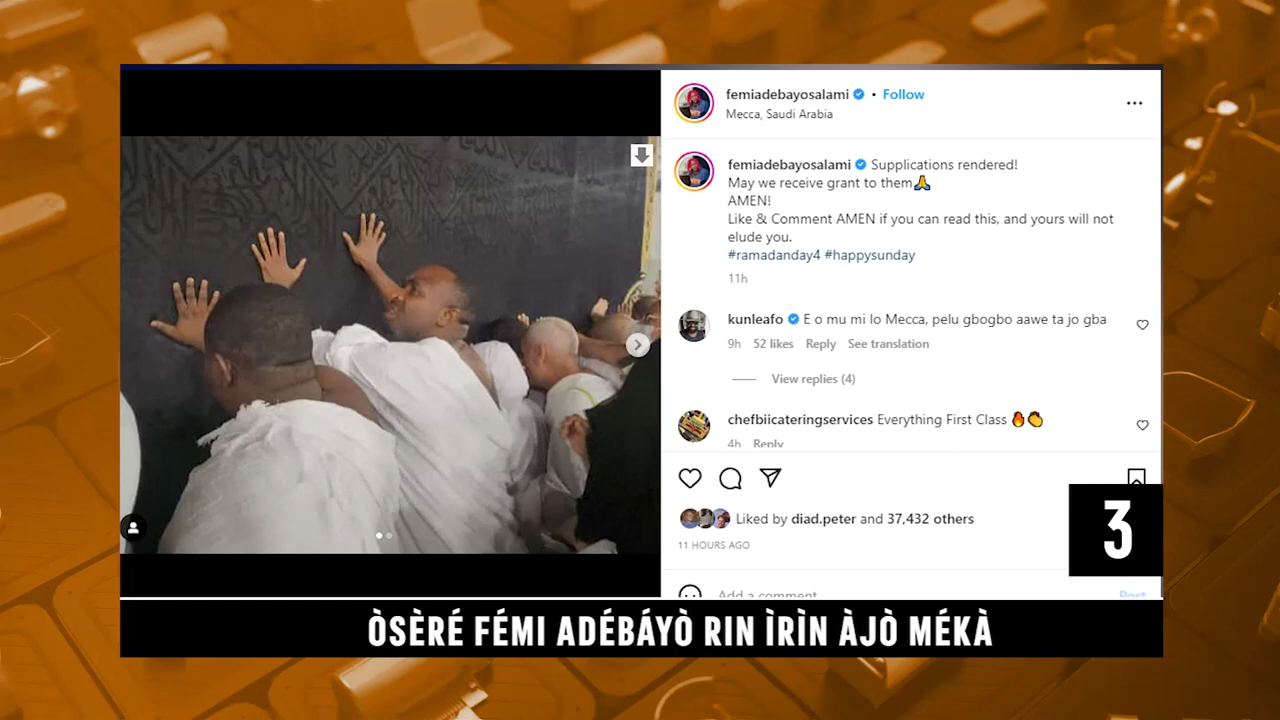 femiadebayosalami • Follow
Mecca, Saudi Arabia
femiadebayosalami Supplications rendered!
May we receive grant to them🙏
AMEN!
Like & Comment AMEN if you can read this, and yours will not
elude you.
#ramadanday4 #happysunday
11h
kunleafo E o mu mi lo Mecca, pelu gbogbo aawe ta jo gba
9h 52 likes Reply See translation
View replies (4)
chefbiicateringservices Everything First Class 🔥👏
4h Reply
Liked by diad.peter and 37,432 others
11 HOURS AGO
Add a comment
Post
3
ÒSÈRÉ FÉMI ADÉBÁYÒ RIN ÌRÌN ÀJÒ MÉKÀ